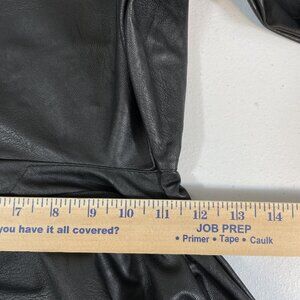 7 8 9 10 11 12 13 14
you have it all covered?
JOB PREP
• Primer • Tape • Caulk